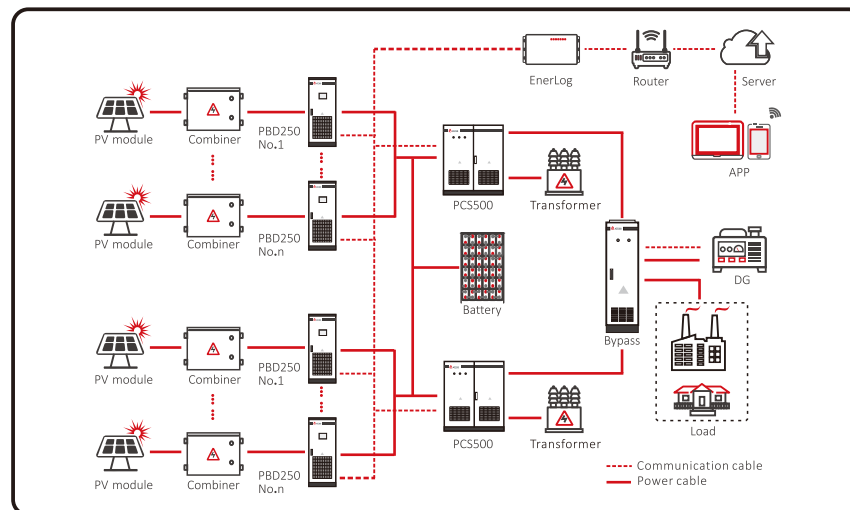 EnerLog
Router
Server
PV module
Combiner
PBD250
No.1
APP
PV module
Combiner
PBD250
No.n
PCS500
Transformer
DG
Battery
Bypass
PV module
Combiner
PBD250
No.1
Load
PCS500
Transformer
PV module
Combiner
PBD250
No.n
Communication cable
Power cable